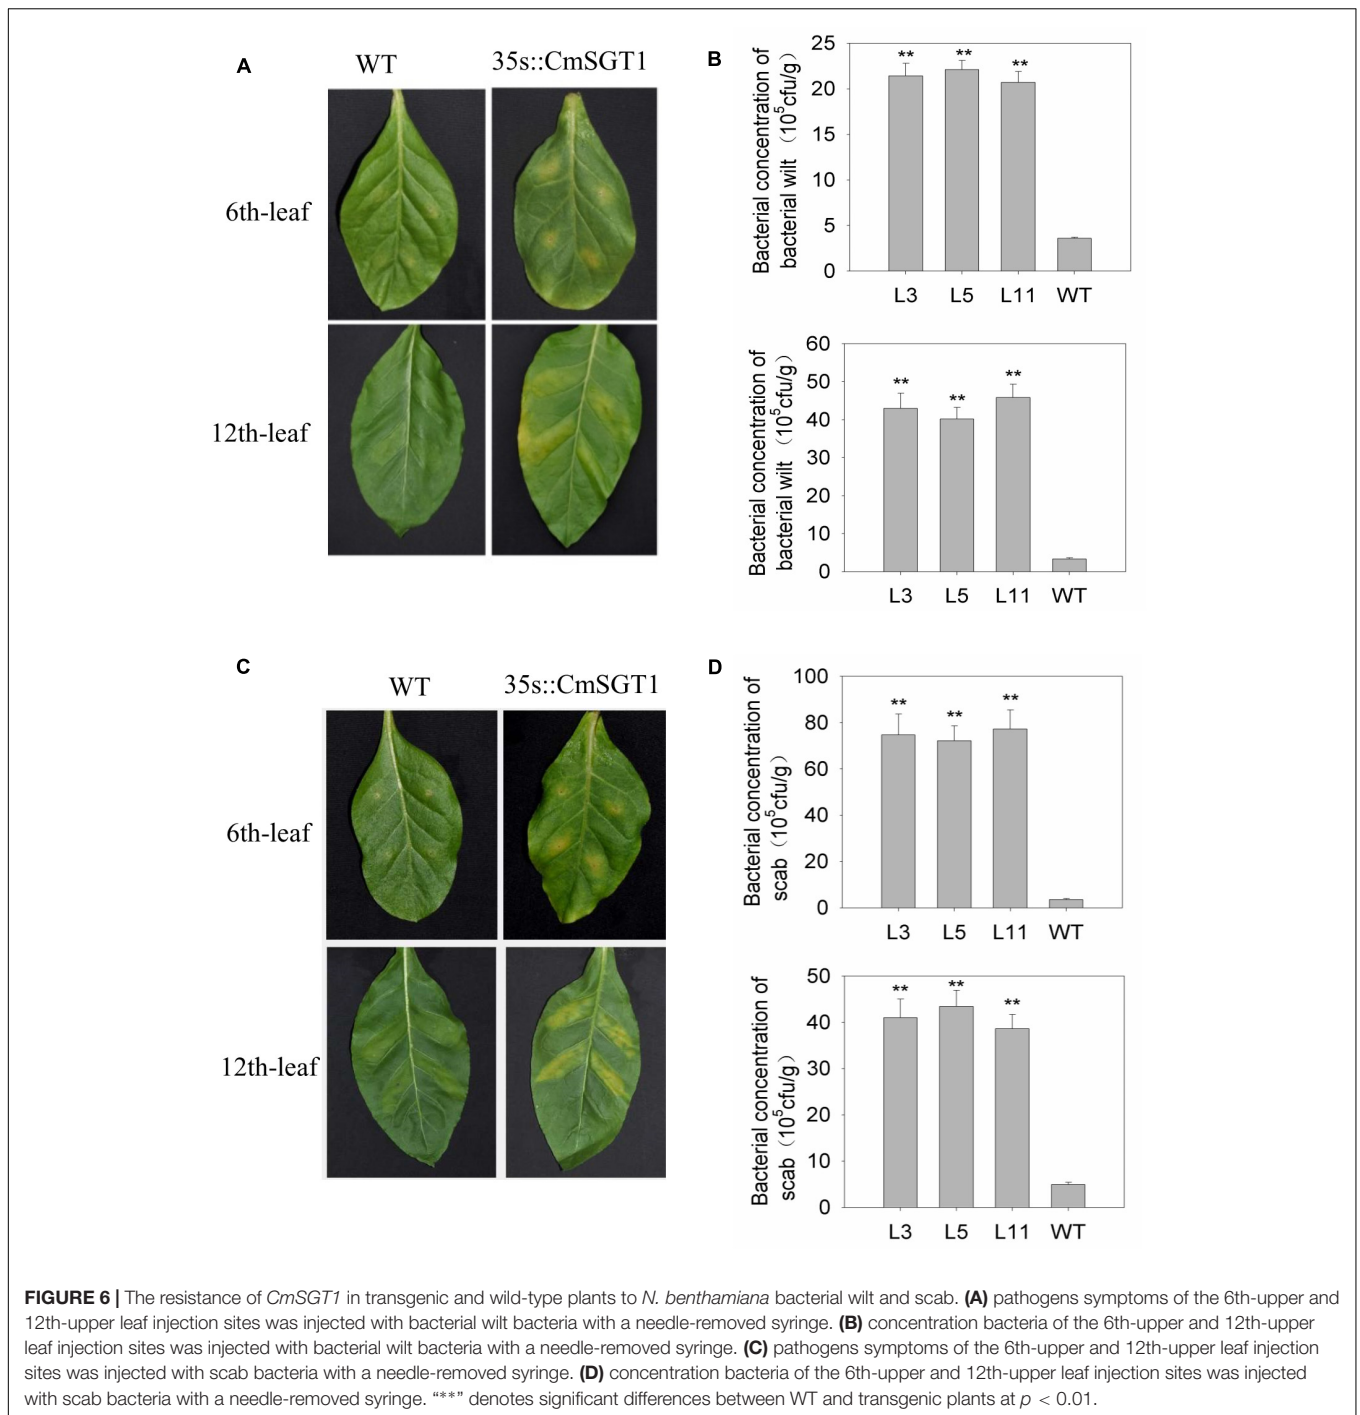 A
WT
35s::CmSGT1
6th-leaf
12th-leaf
B
Bacterial concentration of
bacterial wilt（10⁵cfu/g）
25
20
15
10
5
0
**
**
**
L3
L5
L11
WT
Bacterial concentration of
bacterial wilt（10⁵cfu/g）
60
50
40
30
20
10
0
**
**
**
L3
L5
L11
WT
C
WT
35s::CmSGT1
6th-leaf
12th-leaf
D
Bacterial concentration of
scab（10⁵cfu/g）
100
80
60
40
20
0
**
**
**
L3
L5
L11
WT
Bacterial concentration of
scab（10⁵cfu/g）
50
40
30
20
10
0
**
**
**
L3
L5
L11
WT
FIGURE 6 | The resistance of CmSGT1 in transgenic and wild-type plants to N. benthamiana bacterial wilt and scab. (A) pathogens symptoms of the 6th-upper and
12th-upper leaf injection sites was injected with bacterial wilt bacteria with a needle-removed syringe. (B) concentration bacteria of the 6th-upper and 12th-upper
leaf injection sites was injected with bacterial wilt bacteria with a needle-removed syringe. (C) pathogens symptoms of the 6th-upper and 12th-upper leaf injection
sites was injected with scab bacteria with a needle-removed syringe. (D) concentration bacteria of the 6th-upper and 12th-upper leaf injection sites was injected
with scab bacteria with a needle-removed syringe. “**” denotes significant differences between WT and transgenic plants at p < 0.01.